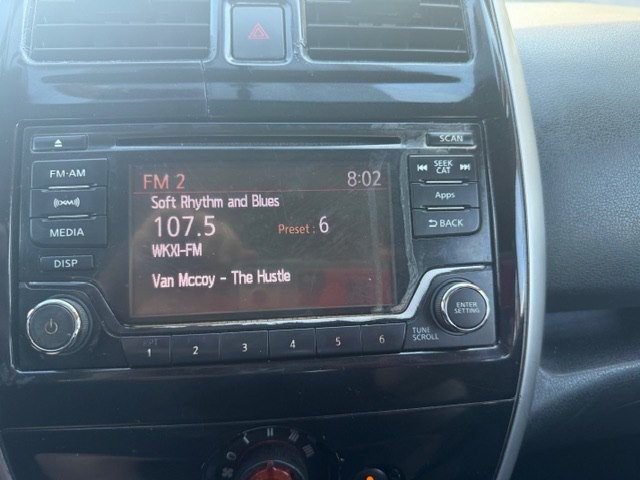 SCAN
FM·AM
SEEK
CAT
(XM)
Apps
MEDIA
BACK
DISP
FM 2 8:02
Soft Rhythm and Blues
107.5 Preset : 6
WKXI-FM
Van Mccoy - The Hustle
ENTER
SETTING
TUNE
SCROLL
1 2 3 4 5 6